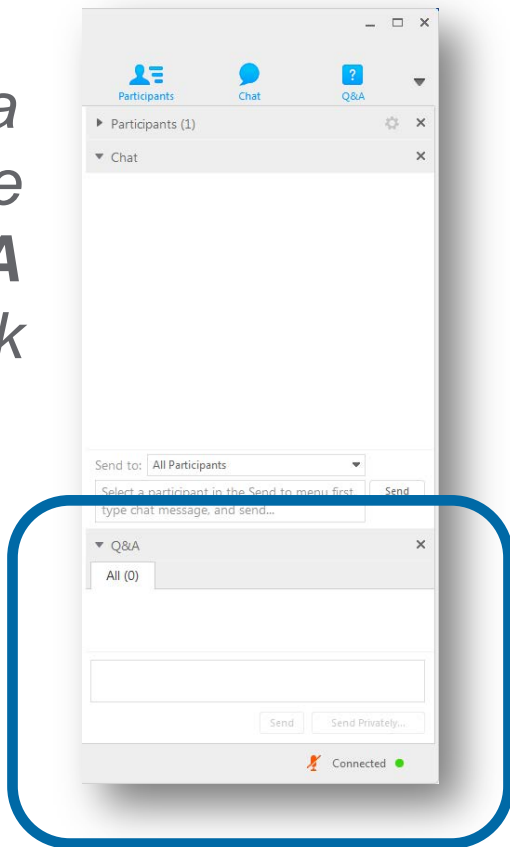 a
e
A
k
Participants Chat Q&A
Participants (1)
Chat
Send to: All Participants
Select a participant in the Send to menu first,
type chat message, and send...
Send
Q&A
All (0)
Send Send Privately...
Connected